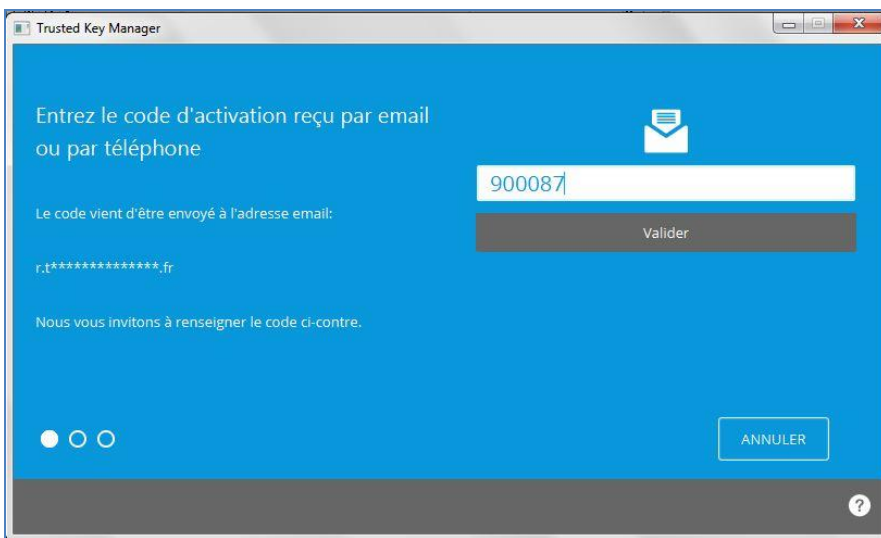 Trusted Key Manager
Entrez le code d'activation reçu par email
ou par téléphone
Le code vient d'être envoyé à l'adresse email:
r.t**************.fr
Nous vous invitons à renseigner le code ci-contre.
900087
Valider
ANNULER
?